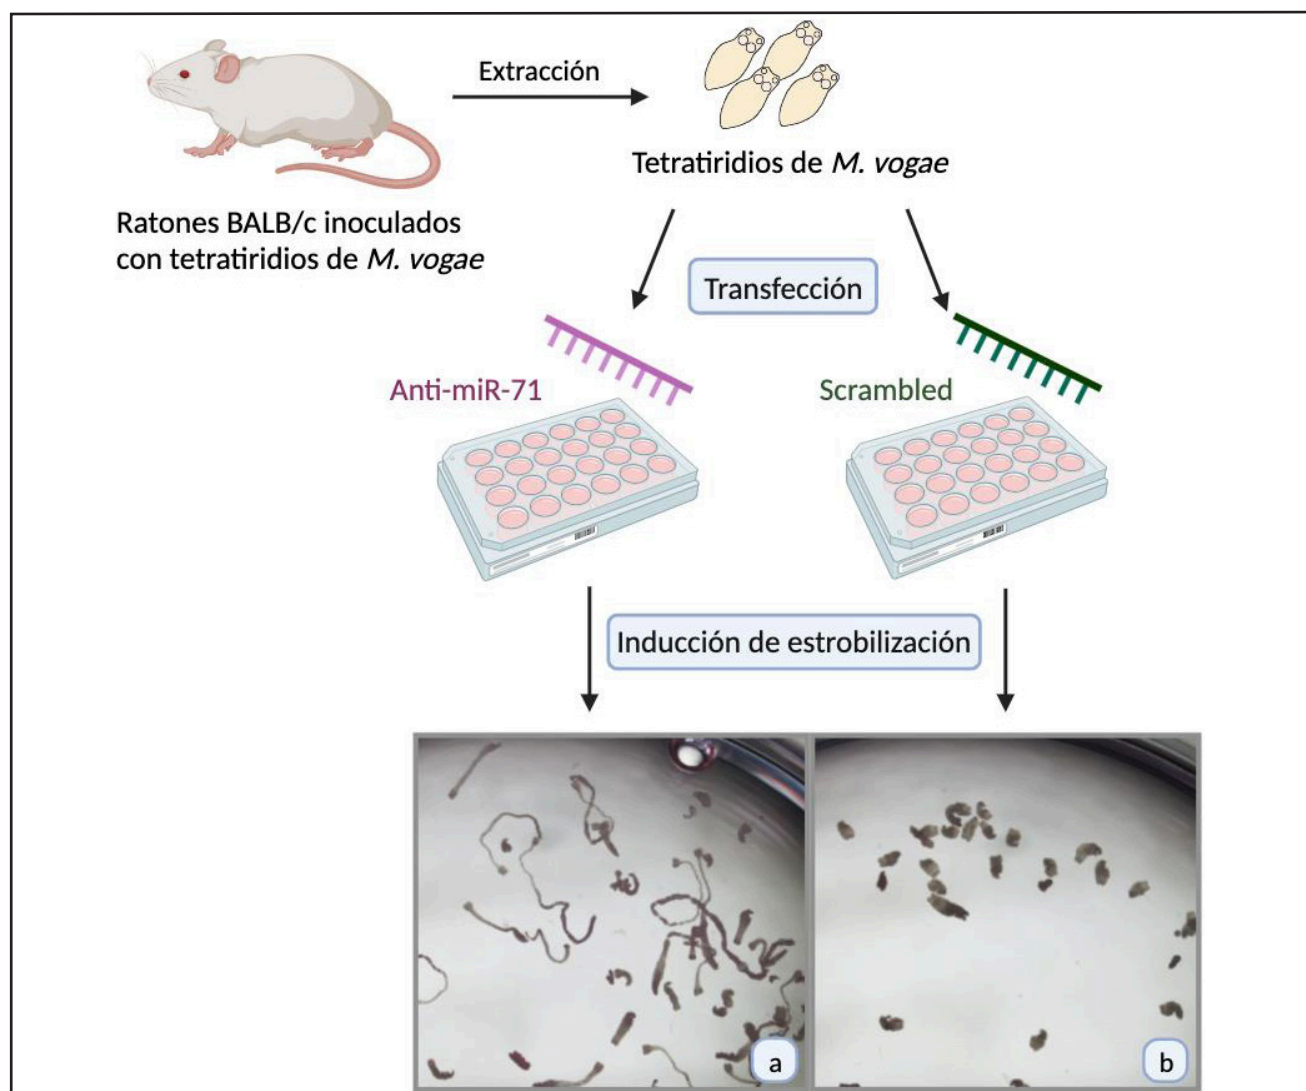 Extracción
Tetratiridios de M. vogae
Ratones BALB/c inoculados
con tetratiridios de M. vogae
Transfección
Anti-miR-71
Scrambled
Inducción de estrobilización
a
b